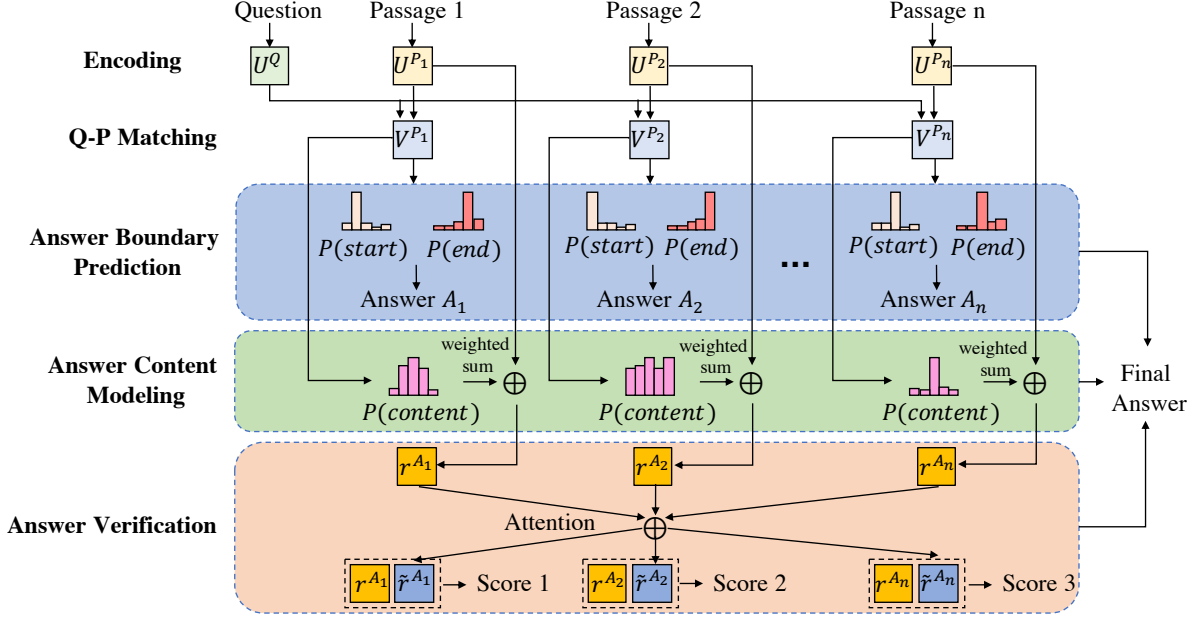 Question Passage 1 Passage 2 Passage n
Encoding U^Q U^{P_1} U^{P_2} U^{P_n}
Q-P Matching V^{P_1} V^{P_2} V^{P_n}
Answer Boundary
Prediction
P(start) P(end) P(start) P(end) ... P(start) P(end)
Answer A_1 Answer A_2 Answer A_n
Answer Content
Modeling
weighted
sum
weighted
sum
weighted
sum
P(content) P(content) P(content)
Final
Answer
r^{A_1} r^{A_2} r^{A_n}
Answer Verification
Attention
r^{A_1} r̃^{A_1} Score 1 r^{A_2} r̃^{A_2} Score 2 r^{A_n} r̃^{A_n} Score 3